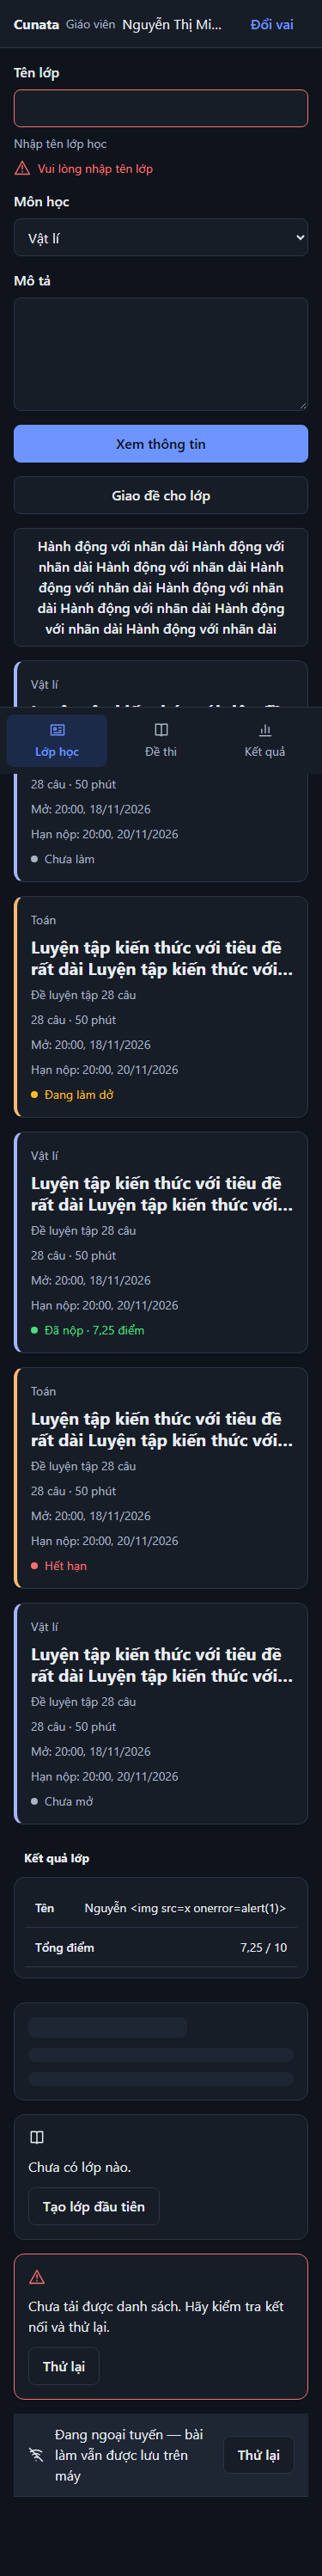 Cunata Giáo viên Nguyễn Thị Mi... Đổi vai
Tên lớp
Nhập tên lớp học
Vui lòng nhập tên lớp
Môn học
Vật lí
Mô tả
Xem thông tin
Giao đề cho lớp
Hành động với nhãn dài Hành động với
nhãn dài Hành động với nhãn dài Hành
động với nhãn dài Hành động với nhãn
dài Hành động với nhãn dài Hành động
với nhãn dài Hành động với nhãn dài
Vật lí
Lớp học Đề thi Kết quả
28 câu · 50 phút
Mở: 20:00, 18/11/2026
Hạn nộp: 20:00, 20/11/2026
Chưa làm
Toán
Luyện tập kiến thức với tiêu đề
rất dài Luyện tập kiến thức với...
Đề luyện tập 28 câu
28 câu · 50 phút
Mở: 20:00, 18/11/2026
Hạn nộp: 20:00, 20/11/2026
Đang làm dở
Vật lí
Luyện tập kiến thức với tiêu đề
rất dài Luyện tập kiến thức với...
Đề luyện tập 28 câu
28 câu · 50 phút
Mở: 20:00, 18/11/2026
Hạn nộp: 20:00, 20/11/2026
Đã nộp · 7,25 điểm
Toán
Luyện tập kiến thức với tiêu đề
rất dài Luyện tập kiến thức với...
Đề luyện tập 28 câu
28 câu · 50 phút
Mở: 20:00, 18/11/2026
Hạn nộp: 20:00, 20/11/2026
Hết hạn
Vật lí
Luyện tập kiến thức với tiêu đề
rất dài Luyện tập kiến thức với...
Đề luyện tập 28 câu
28 câu · 50 phút
Mở: 20:00, 18/11/2026
Hạn nộp: 20:00, 20/11/2026
Chưa mở
Kết quả lớp
Tên Nguyễn <img src=x onerror=alert(1)>
Tổng điểm 7,25 / 10
Chưa có lớp nào.
Tạo lớp đầu tiên
Chưa tải được danh sách. Hãy kiểm tra kết
nối và thử lại.
Thử lại
Đang ngoại tuyến — bài
làm vẫn được lưu trên
máy
Thử lại